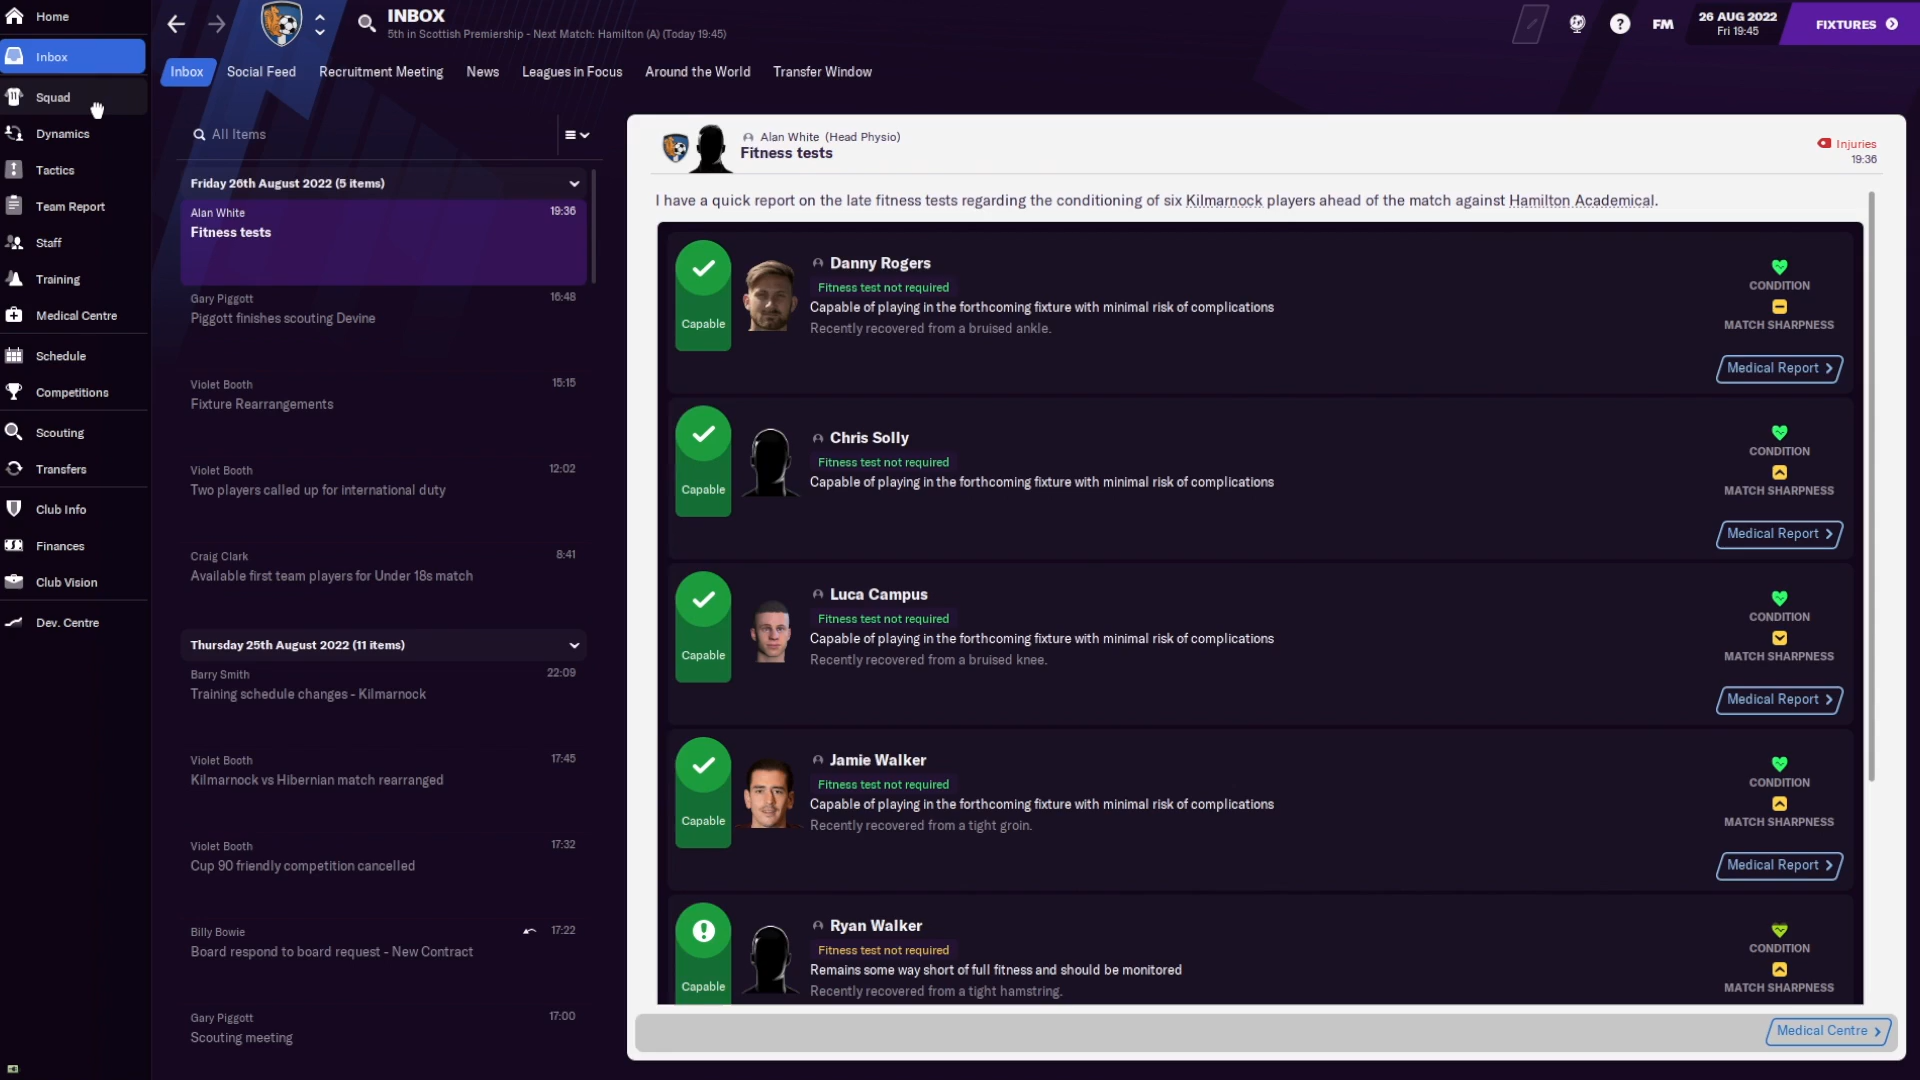 Home
Inbox
Squad
Dynamics
Tactics
Team Report
Staff
Training
Medical Centre
Schedule
Competitions
Scouting
Transfers
Club Info
Finances
Club Vision
Dev. Centre
INBOX
5th in Scottish Premiership - Next Match: Hamilton (A) (Today 19:45)
FM
26 AUG 2022
Fri 19:45
FIXTURES
Inbox Social Feed Recruitment Meeting News Leagues in Focus Around the World Transfer Window
All Items
Friday 26th August 2022 (5 items)
Alan White 19:36
Fitness tests
Gary Piggott 16:48
Piggott finishes scouting Devine
Violet Booth 15:15
Fixture Rearrangements
Violet Booth 12:02
Two players called up for international duty
Craig Clark 8:41
Available first team players for Under 18s match
Thursday 25th August 2022 (11 items)
Barry Smith 22:09
Training schedule changes - Kilmarnock
Violet Booth 17:45
Kilmarnock vs Hibernian match rearranged
Violet Booth 17:32
Cup 90 friendly competition cancelled
Billy Bowie 17:22
Board respond to board request - New Contract
Gary Piggott 17:00
Scouting meeting
Alan White (Head Physio)
Fitness tests
Injuries
19:36
I have a quick report on the late fitness tests regarding the conditioning of six Kilmarnock players ahead of the match against Hamilton Academical.
Capable
Danny Rogers
Fitness test not required
Capable of playing in the forthcoming fixture with minimal risk of complications
Recently recovered from a bruised ankle.
CONDITION
MATCH SHARPNESS
Medical Report
Capable
Chris Solly
Fitness test not required
Capable of playing in the forthcoming fixture with minimal risk of complications
CONDITION
MATCH SHARPNESS
Medical Report
Capable
Luca Campus
Fitness test not required
Capable of playing in the forthcoming fixture with minimal risk of complications
Recently recovered from a bruised knee.
CONDITION
MATCH SHARPNESS
Medical Report
Capable
Jamie Walker
Fitness test not required
Capable of playing in the forthcoming fixture with minimal risk of complications
Recently recovered from a tight groin.
CONDITION
MATCH SHARPNESS
Medical Report
Capable
Ryan Walker
Fitness test not required
Remains some way short of full fitness and should be monitored
Recently recovered from a tight hamstring.
CONDITION
MATCH SHARPNESS
Medical Centre